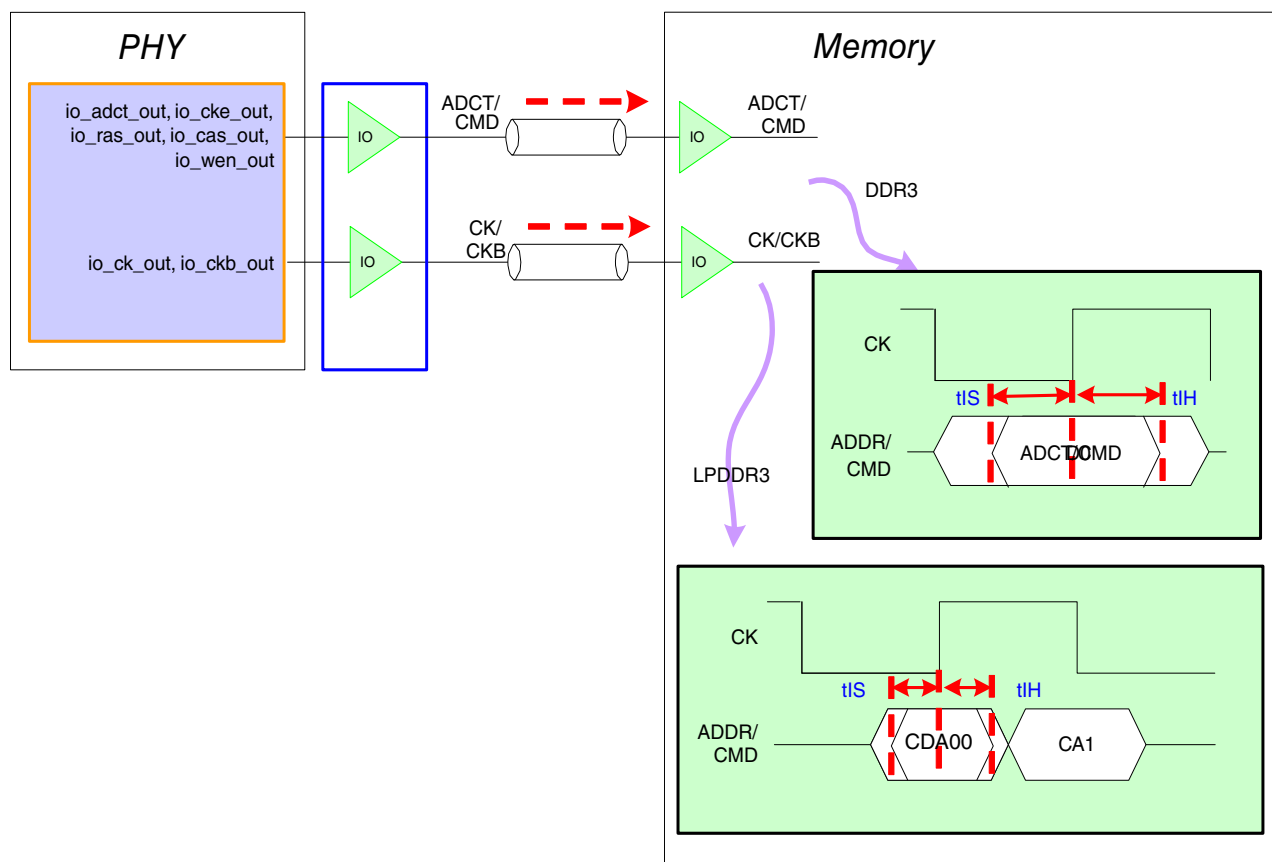 PHY
Memory
io_adct_out, io_cke_out,
io_ras_out, io_cas_out,
io_wen_out
IO
ADCT/
CMD
IO
ADCT/
CMD
DDR3
io_ck_out, io_ckb_out
IO
CK/
CKB
IO
CK/CKB
CK
tIS
tIH
ADDR/
CMD
LPDDR3
CK
tIS
tIH
ADDR/
CMD
CA1